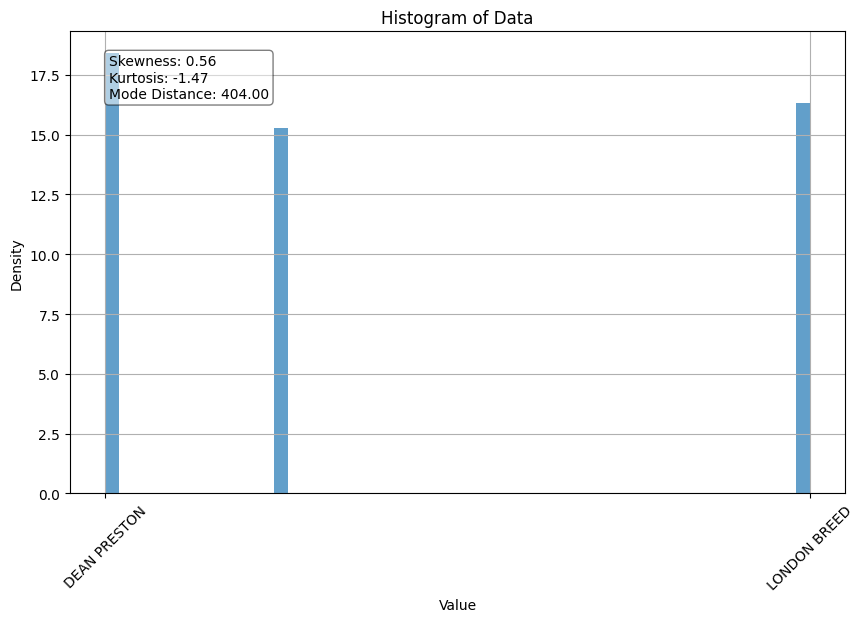 Histogram of Data
Skewness: 0.56
Kurtosis: -1.47
Mode Distance: 404.00
17.5
15.0
12.5
10.0
7.5
5.0
2.5
0.0
Density
DEAN PRESTON
LONDON BREED
Value